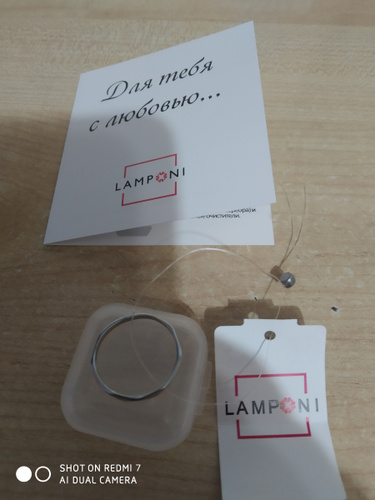 Для тебя
с любовью...
LAMPONI
LAMPONI
SHOT ON REDMI 7
AI DUAL CAMERA